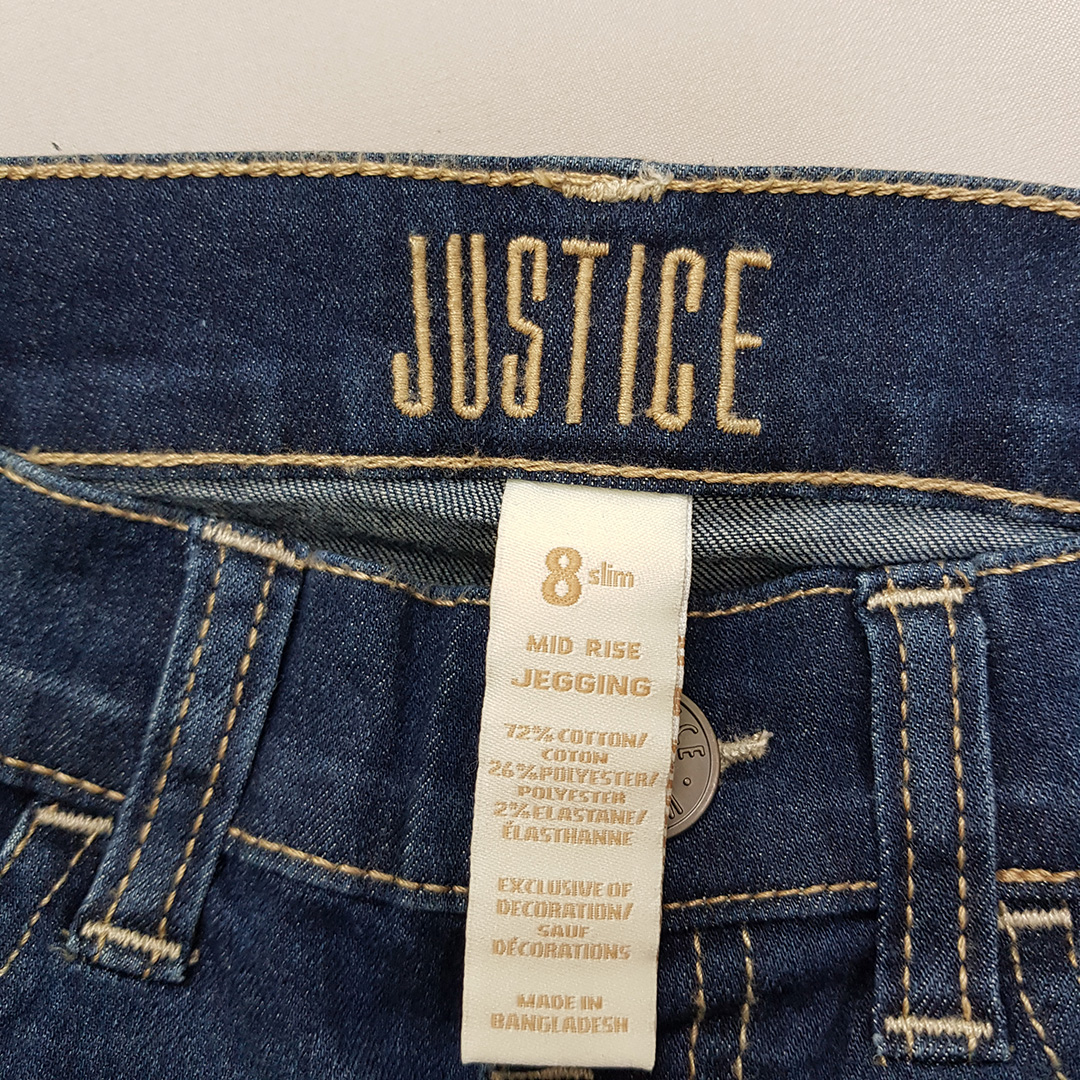 JUSTICE
8 slim
MID RISE
JEGGING
72% COTTON/
COTON
26% POLYESTER/
POLYESTER
2% ELASTANE/
ÉLASTHANNE
EXCLUSIVE OF
DECORATION/
SAUF
DÉCORATIONS
MADE IN
BANGLADESH